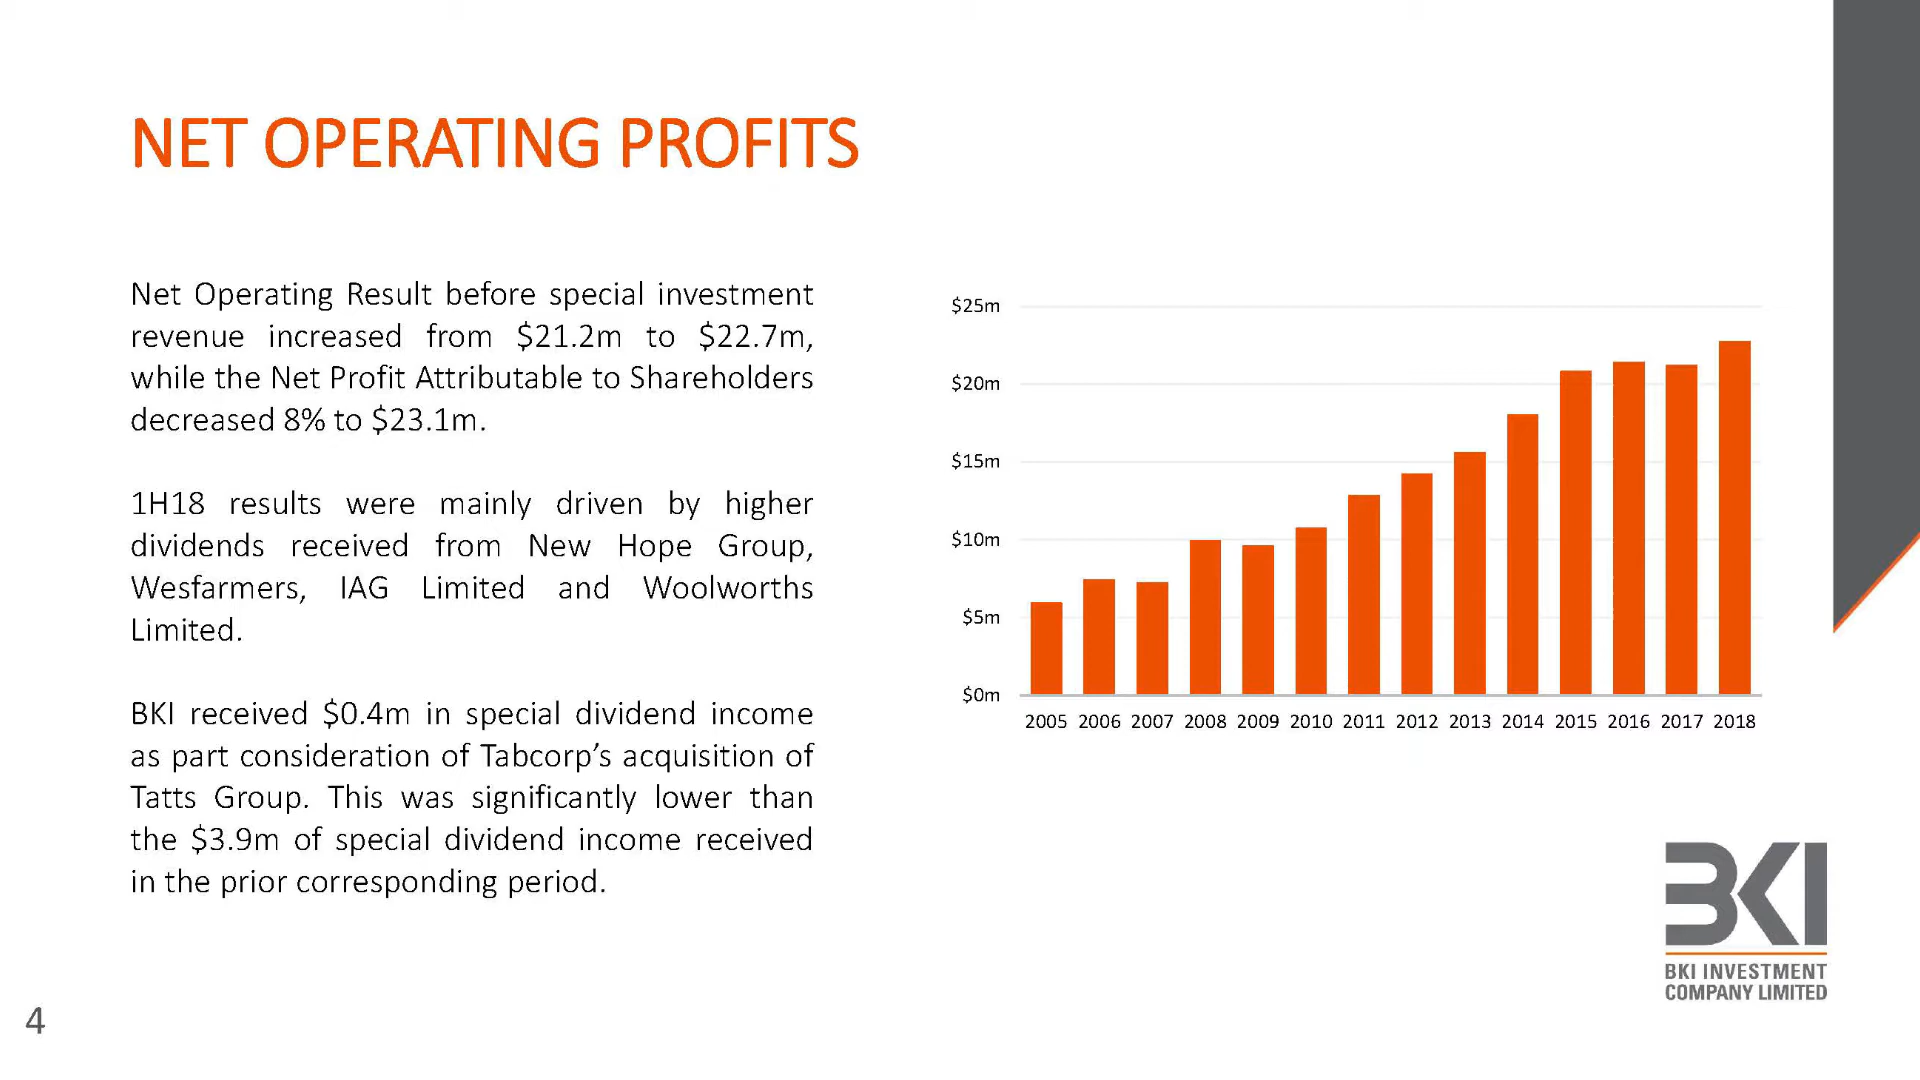 NET OPERATING PROFITS
Net Operating Result before special investment
revenue increased from $21.2m to $22.7m,
while the Net Profit Attributable to Shareholders
decreased 8% to $23.1m.
1H18 results were mainly driven by higher
dividends received from New Hope Group,
Wesfarmers, IAG Limited and Woolworths
Limited.
BKI received $0.4m in special dividend income
as part consideration of Tabcorp’s acquisition of
Tatts Group. This was significantly lower than
the $3.9m of special dividend income received
in the prior corresponding period.
$25m
$20m
$15m
$10m
$5m
$0m
2005 2006 2007 2008 2009 2010 2011 2012 2013 2014 2015 2016 2017 2018
BKI
BKI INVESTMENT
COMPANY LIMITED
4